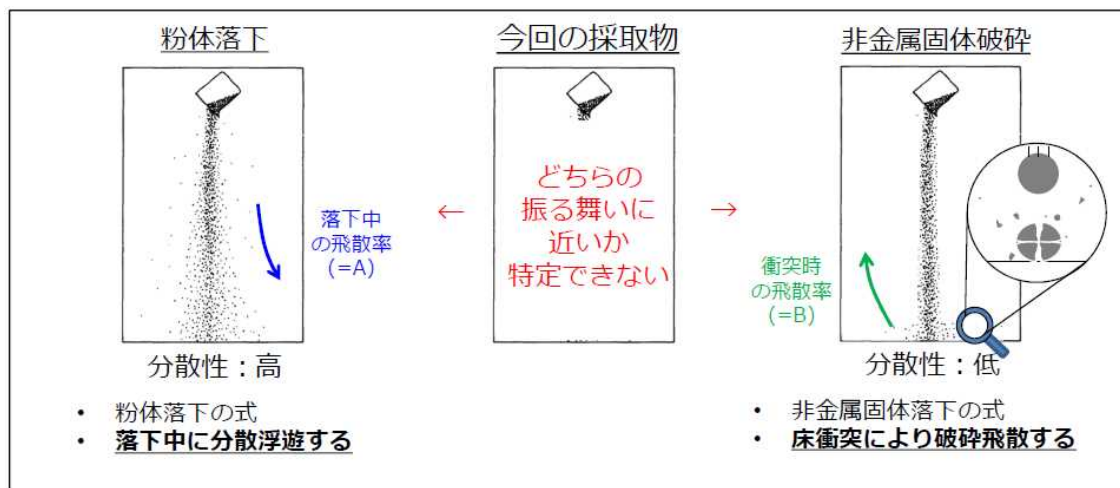 粉体落下
今回の採取物
非金属固体破砕
落下中
の飛散率
(=A)
←
どちらの
振る舞いに
近いか
特定できない
→
衝突時
の飛散率
(=B)
分散性：高
分散性：低
• 粉体落下の式
• 落下中に分散浮遊する
• 非金属固体落下の式
• 床衝突により破砕飛散する